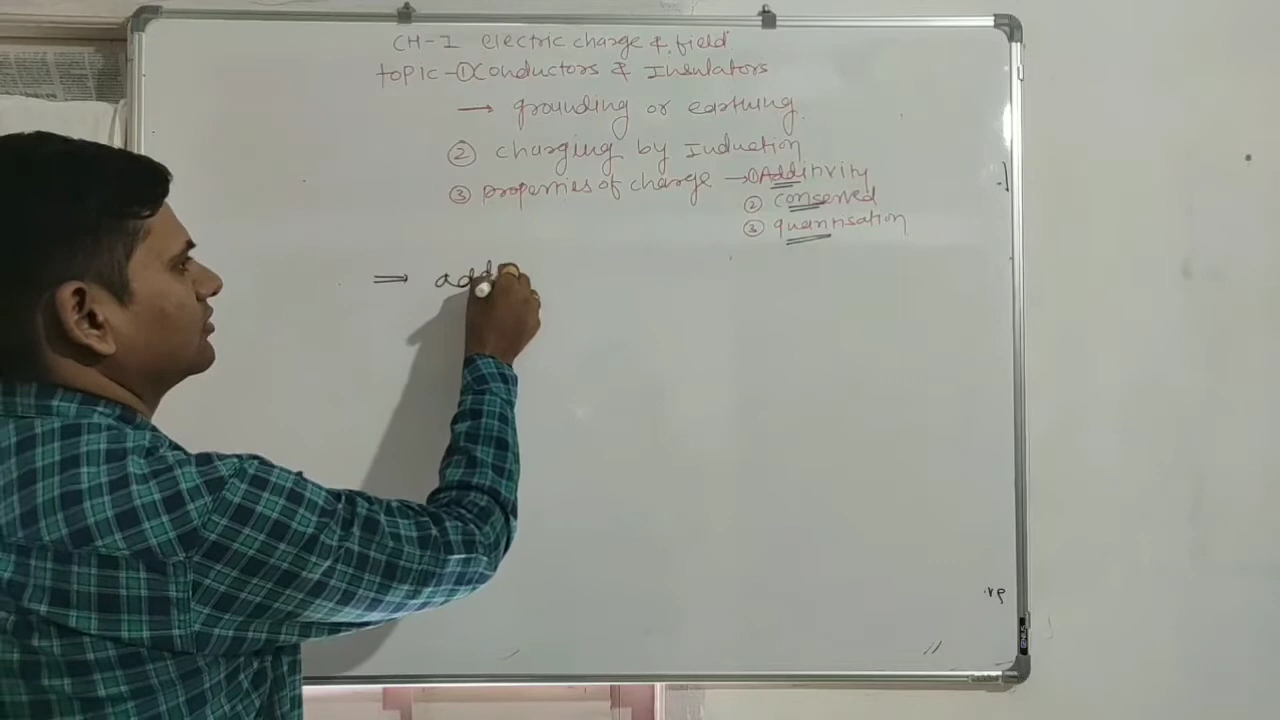 CH-I electric charge & field
Topic-① Conductors & Insulators
→ grounding or earthing
② charging by Induction
③ properties of charge → ① Additivity
② conserved
③ quantisation
⇒ add
GENIUS